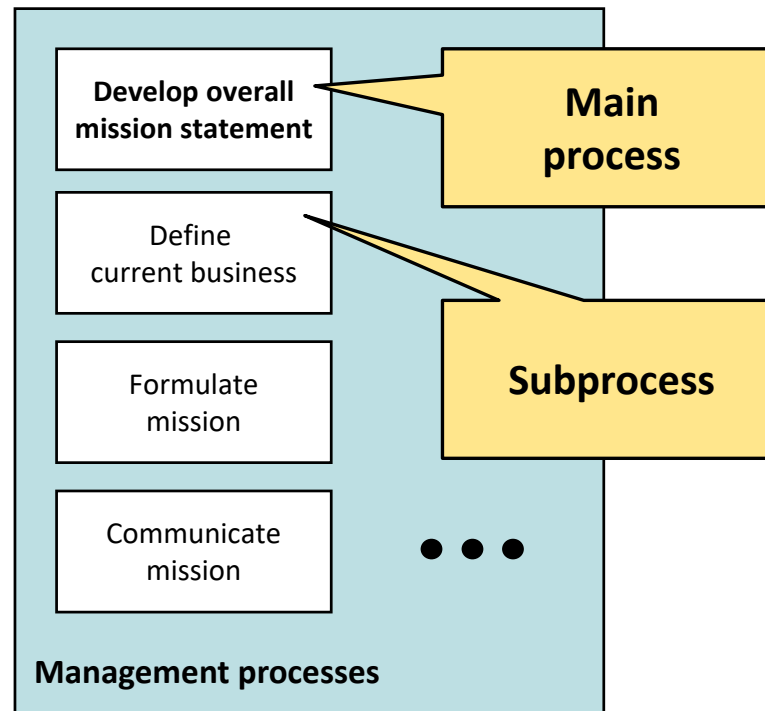 Develop overall
mission statement
Main
process
Define
current business
Subprocess
Formulate
mission
Communicate
mission
Management processes